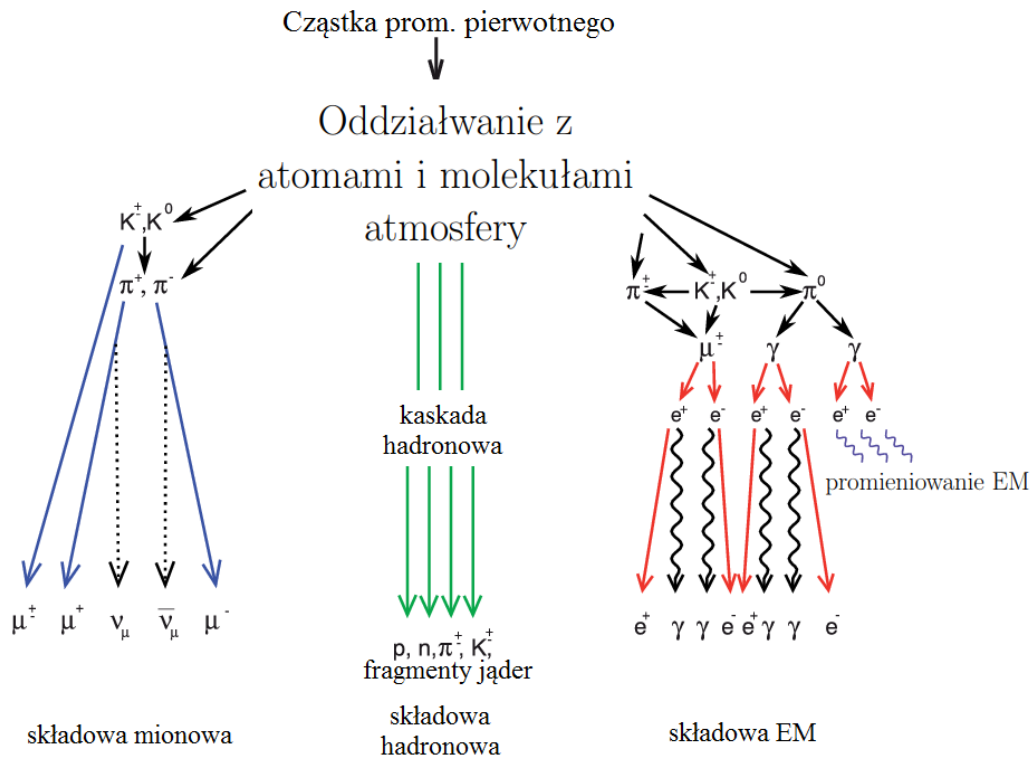 Cząstka prom. pierwotnego
Oddziaływanie z
atomami i molekułami
atmosfery
K±,K0
π+, π-
π±
K±,K0
π0
μ±
γ
γ
e+ e- e+ e- e+ e-
kaskada
hadronowa
promieniowanie EM
μ± μ+ νμ ν̅μ μ-
p, n,π±, K±,
fragmenty jąder
e+ γ γ e- e+ γ γ e-
składowa mionowa
składowa
hadronowa
składowa EM